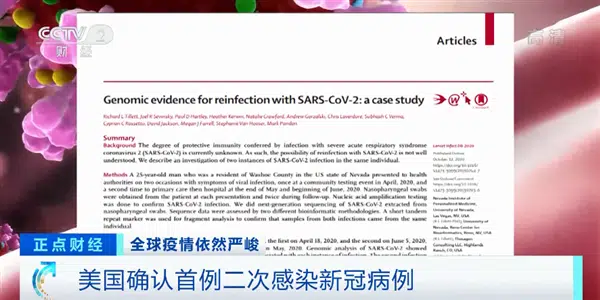 CCTV 2
财经
高清
Articles
Genomic evidence for reinfection with SARS-CoV-2: a case study
Richard L Tillett, Joel R Sevinsky, Paul D Hartley, Heather Kerwin, Natalie Crawford, Andrew Gorzalski, Chris Laverdure, Subhash C Verma,
Cyprian C Rossetto, David Jackson, Megan J Farrell, Stephanie Van Hooser, Mark Pandori
Summary
Background The degree of protective immunity conferred by infection with severe acute respiratory syndrome
coronavirus 2 (SARS-CoV-2) is currently unknown. As such, the possibility of reinfection with SARS-CoV-2 is not well
understood. We describe an investigation of two instances of SARS-CoV-2 infection in the same individual.
Methods A 25-year-old man who was a resident of Washoe County in the US state of Nevada presented to health
authorities on two occasions with symptoms of viral infection, once at a community testing event in April, 2020, and
a second time to primary care then hospital at the end of May and beginning of June, 2020. Nasopharyngeal swabs
were obtained from the patient at each presentation and twice during follow-up. Nucleic acid amplification testing
was done to confirm SARS-CoV-2 infection. We did next-generation sequencing of SARS-CoV-2 extracted from
nasopharyngeal swabs. Sequence data were assessed by two different bioinformatic methodologies. A short tandem
repeat marker was used for fragment analysis to confirm that samples from both infections came from the same
individual.
the first on April 18, 2020, and the second on June 5, 2020,
Published Online
October 12, 2020
Nevada Institute of
Personalized Medicine,
University of Nevada,
Las Vegas, NV, USA
正点财经
全球疫情依然严峻
美国确认首例二次感染新冠病例